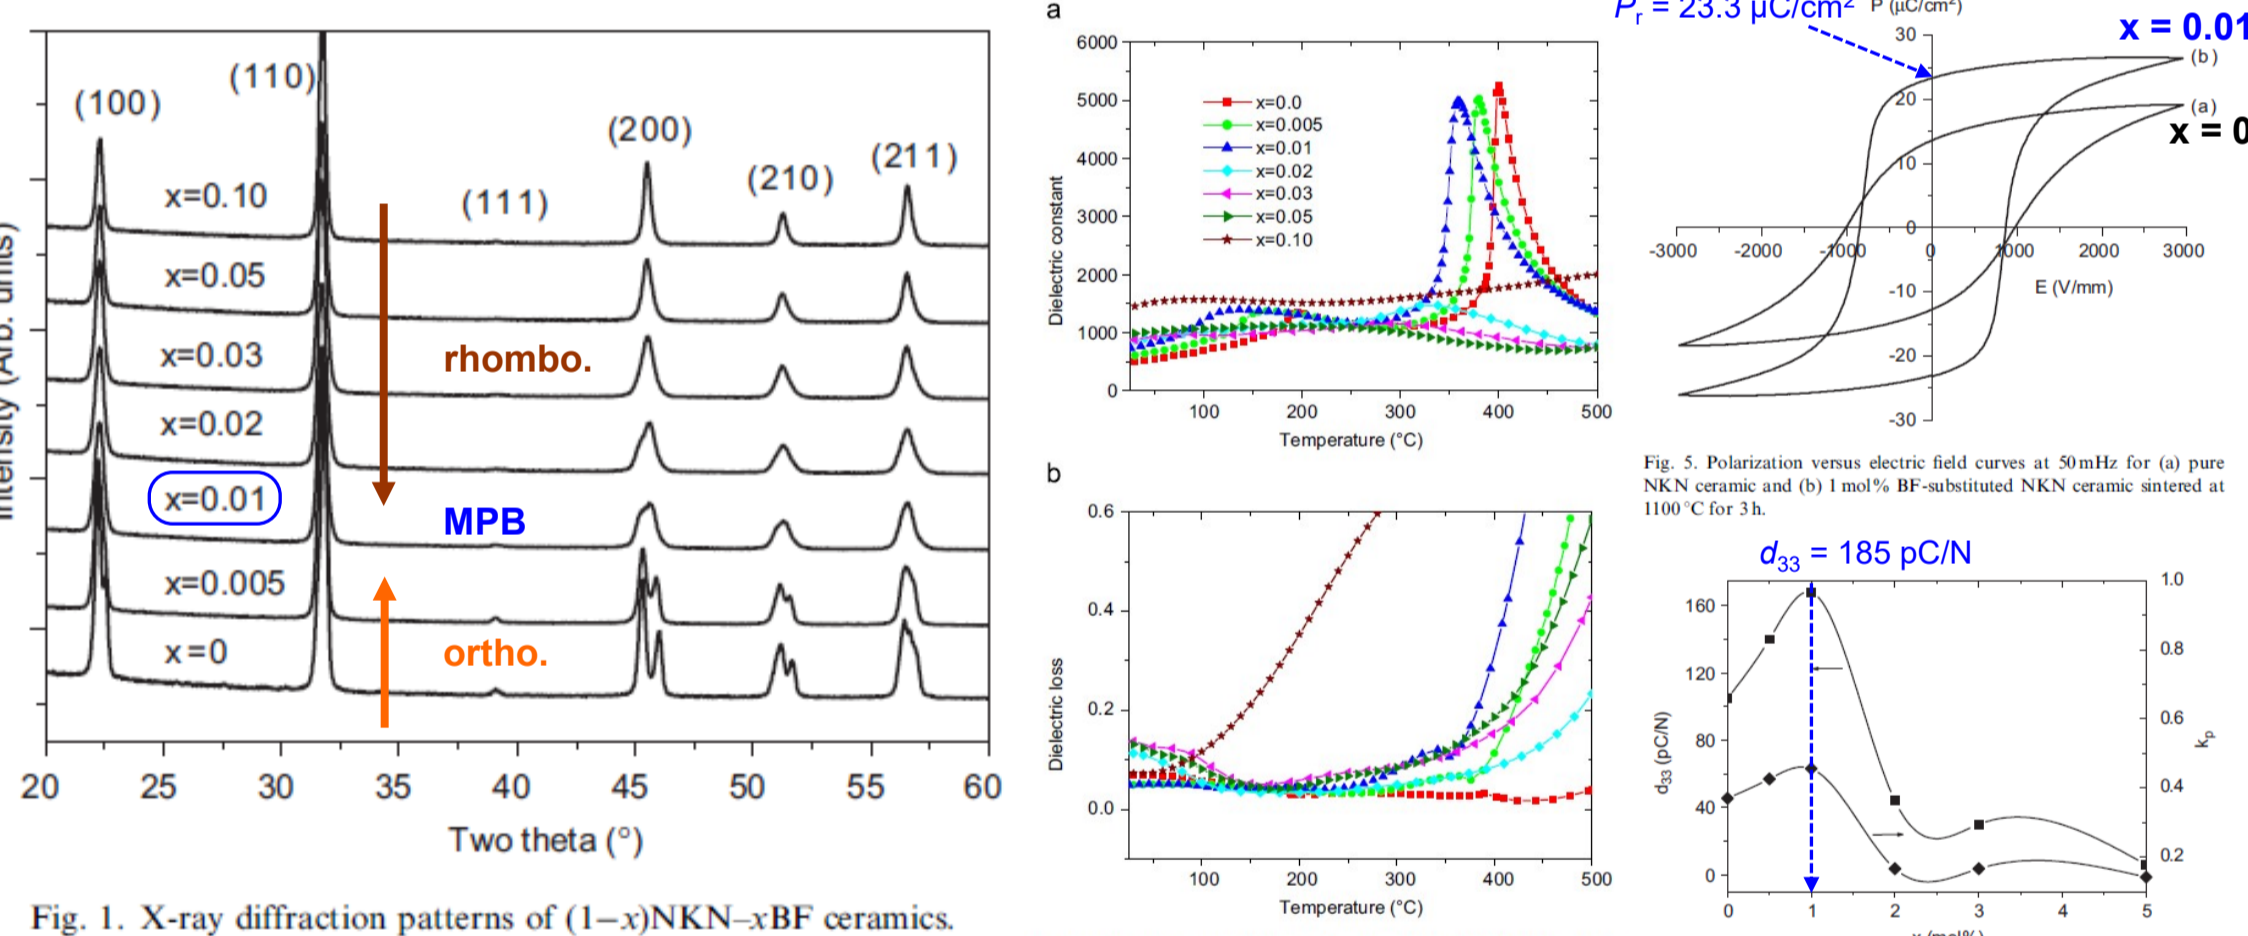 Intensity (Arb. units)
(100)
(110)
(111)
(200)
(210)
(211)
x=0.10
x=0.05
x=0.03
x=0.02
x=0.01
x=0.005
x=0
rhombo.
MPB
ortho.
20 25 30 35 40 45 50 55 60
Two theta (°)
Fig. 1. X-ray diffraction patterns of (1−x)NKN–xBF ceramics.
a
6000
5000
4000
3000
2000
1000
0
Dielectric constant
x=0.0
x=0.005
x=0.01
x=0.02
x=0.03
x=0.05
x=0.10
100 200 300 400 500
Temperature (°C)
b
0.6
0.4
0.2
0.0
Dielectric loss
100 200 300 400 500
Temperature (°C)
Pr = 23.3 μC/cm² P (μC/cm²)
x = 0.01
30
(b)
20
(a)
x = 0
10
0
-3000 -2000 -1000 0 1000 2000 3000
E (V/mm)
-10
-20
-30
Fig. 5. Polarization versus electric field curves at 50 mHz for (a) pure
NKN ceramic and (b) 1 mol% BF-substituted NKN ceramic sintered at
1100 °C for 3 h.
d33 = 185 pC/N
160
120
80
40
0
d33 (pC/N)
1.0
0.8
0.6
0.4
0.2
kp
0 1 2 3 4 5
x (mol%)